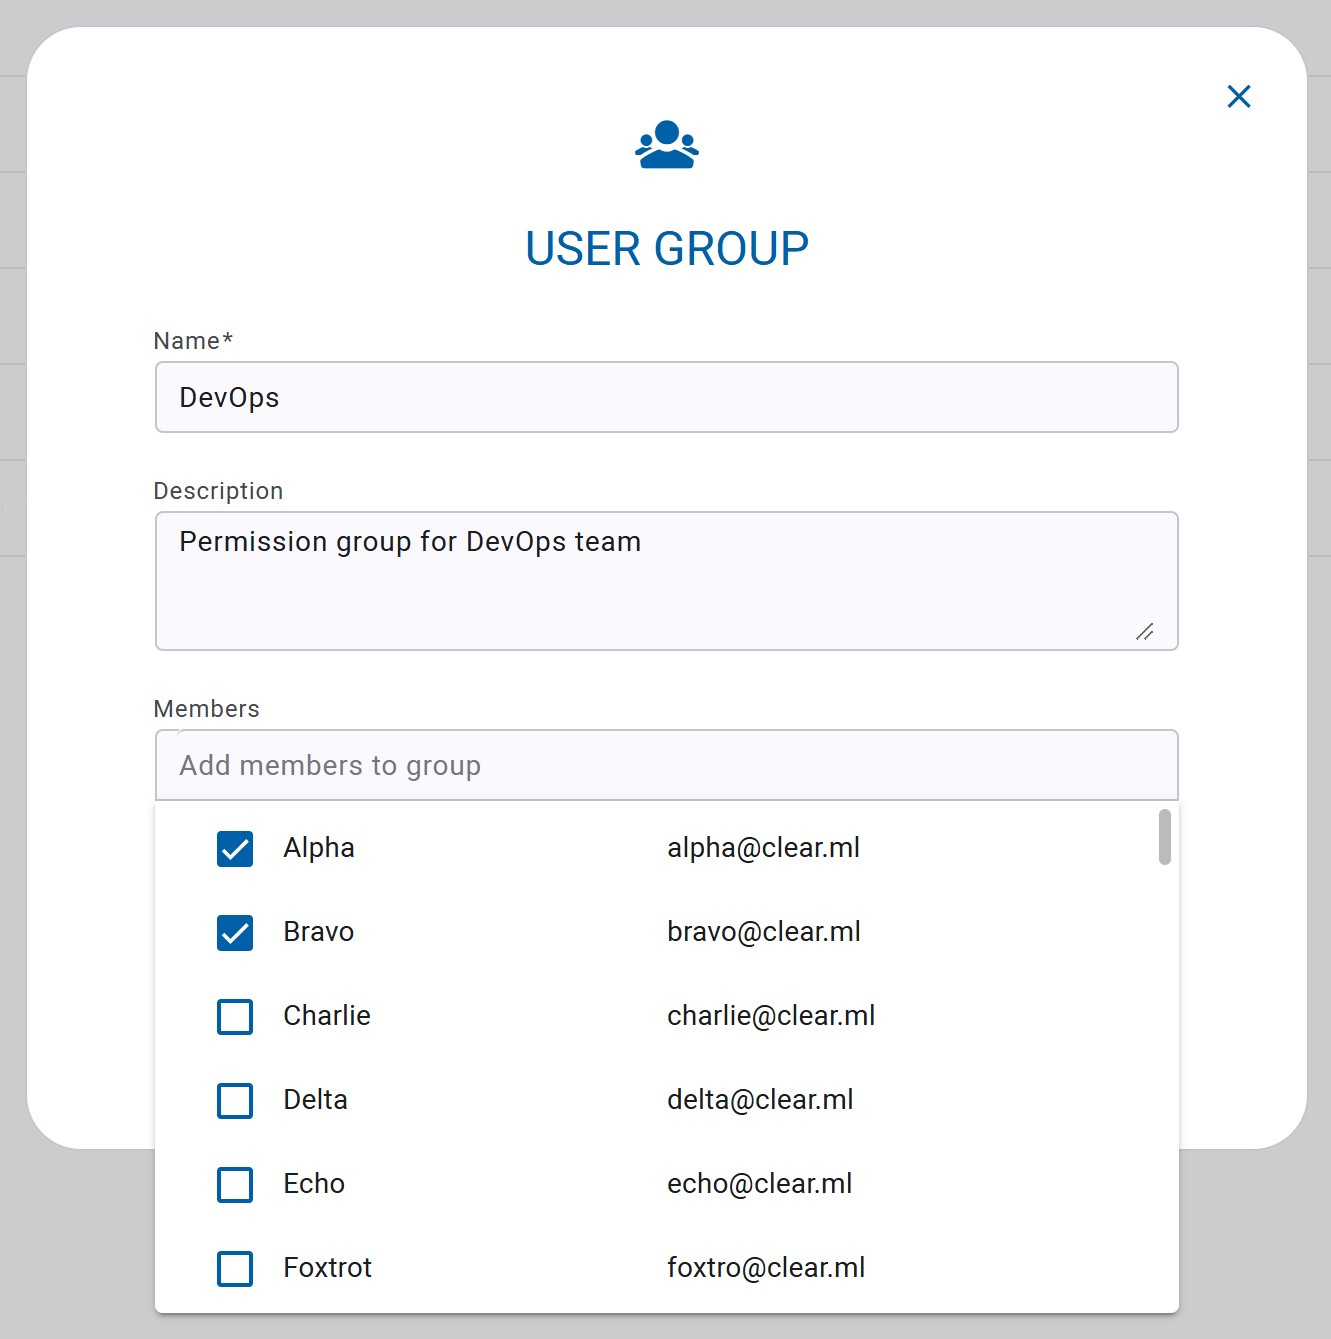 USER GROUP
Name*
DevOps
Description
Permission group for DevOps team
Members
Add members to group
Alpha alpha@clear.ml
Bravo bravo@clear.ml
Charlie charlie@clear.ml
Delta delta@clear.ml
Echo echo@clear.ml
Foxtrot foxtro@clear.ml